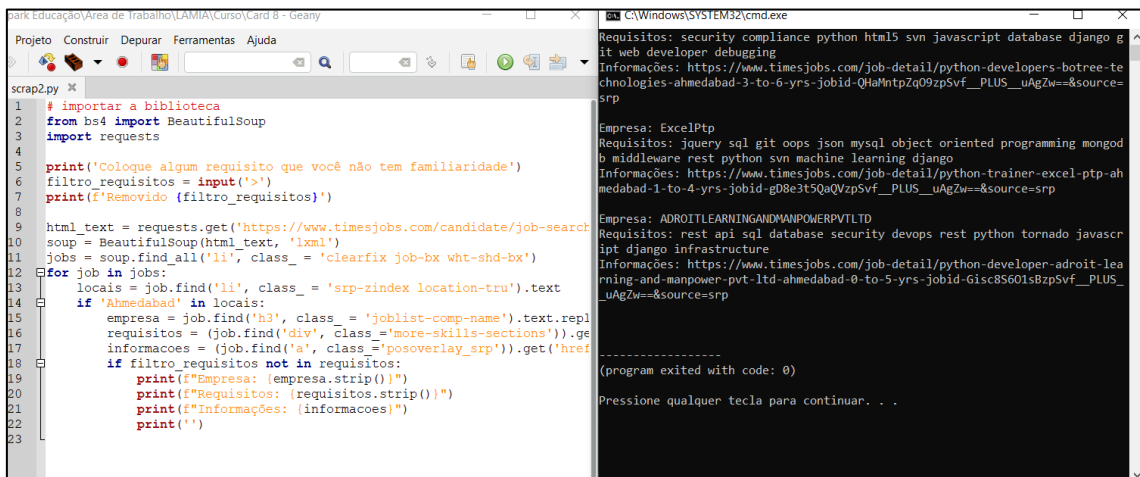 park Educação\Área de Trabalho\LAMIA\Curso\Card 8 - Geany
Projeto Construir Depurar Ferramentas Ajuda
scrap2.py
1 # importar a biblioteca
2 from bs4 import BeautifulSoup
3 import requests
4
5 print('Coloque algum requisito que você não tem familiaridade')
6 filtro_requisitos = input('>')
7 print(f'Removido {filtro_requisitos}')
8
9 html_text = requests.get('https://www.timesjobs.com/candidate/job-search
10 soup = BeautifulSoup(html_text, 'lxml')
11 jobs = soup.find_all('li', class_ = 'clearfix job-bx wht-shd-bx')
12 for job in jobs:
13 locais = job.find('li', class_ = 'srp-zindex location-tru').text
14 if 'Ahmedabad' in locais:
15 empresa = job.find('h3', class_ = 'joblist-comp-name').text.repl
16 requisitos = (job.find('div', class_='more-skills-sections')).ge
17 informacoes = (job.find('a', class_='posoverlay_srp')).get('href
18 if filtro_requisitos not in requisitos:
19 print(f"Empresa: {empresa.strip()}")
20 print(f"Requisitos: {requisitos.strip()}")
21 print(f"Informações: {informacoes}")
22 print('')
23
C:\Windows\SYSTEM32\cmd.exe
Requisitos: security compliance python html5 svn javascript database django g
it web developer debugging
Informações: https://www.timesjobs.com/job-detail/python-developers-botree-te
chnologies-ahmedabad-3-to-6-yrs-jobid-QHaMntpZqO9zpSvf__PLUS__uAgZw==&source=
srp
Empresa: ExcelPtp
Requisitos: jquery sql git oops json mysql object oriented programming mongod
b middleware rest python svn machine learning django
Informações: https://www.timesjobs.com/job-detail/python-trainer-excel-ptp-ah
medabad-1-to-4-yrs-jobid-gD8e3t5QaQVzpSvf__PLUS__uAgZw==&source=srp
Empresa: ADROITLEARNINGANDMANPOWERPVTLTD
Requisitos: rest api sql database security devops rest python tornado javascr
ipt django infrastructure
Informações: https://www.timesjobs.com/job-detail/python-developer-adroit-lea
rning-and-manpower-pvt-ltd-ahmedabad-0-to-5-yrs-jobid-Gisc8S6O1sBzpSvf__PLUS_
_uAgZw==&source=srp
------------------
(program exited with code: 0)
Pressione qualquer tecla para continuar. . .